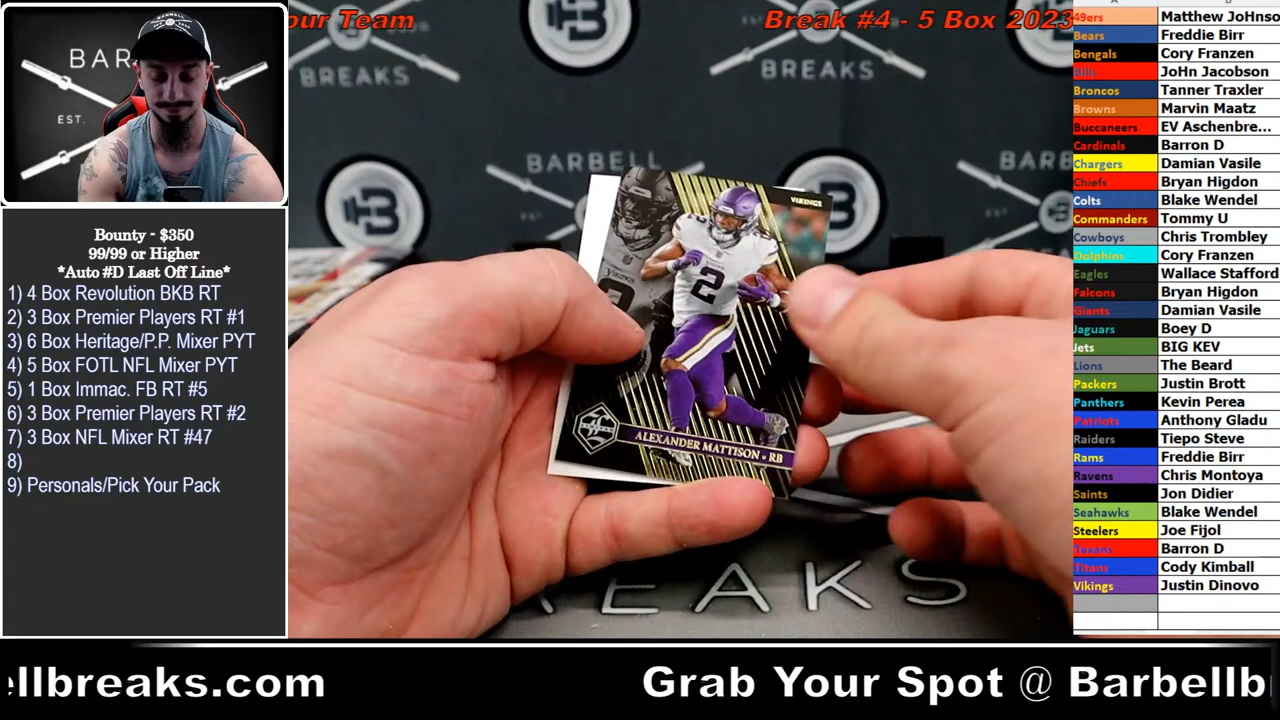 our Team
Break #4 - 5 Box 2023
BAR
EST.
BREAKS
BREAKS
BARBELL
BARB
EST
Bounty - $350
99/99 or Higher
*Auto #D Last Off Line*
1) 4 Box Revolution BKB RT
2) 3 Box Premier Players RT #1
3) 6 Box Heritage/P.P. Mixer PYT
4) 5 Box FOTL NFL Mixer PYT
5) 1 Box Immac. FB RT #5
6) 3 Box Premier Players RT #2
7) 3 Box NFL Mixer RT #47
8)
9) Personals/Pick Your Pack
VIKINGS
VIKINGS
2
ALEXANDER MATTISON • RB
REAKS
49ers Matthew JoHnso
Bears Freddie Birr
Bengals Cory Franzen
Bills JoHn Jacobson
Broncos Tanner Traxler
Browns Marvin Maatz
Buccaneers EV Aschenbre...
Cardinals Barron D
Chargers Damian Vasile
Chiefs Bryan Higdon
Colts Blake Wendel
Commanders Tommy U
Cowboys Chris Trombley
Dolphins Cory Franzen
Eagles Wallace Stafford
Falcons Bryan Higdon
Giants Damian Vasile
Jaguars Boey D
Jets BIG KEV
Lions The Beard
Packers Justin Brott
Panthers Kevin Perea
Patriots Anthony Gladu
Raiders Tiepo Steve
Rams Freddie Birr
Ravens Chris Montoya
Saints Jon Didier
Seahawks Blake Wendel
Steelers Joe Fijol
Texans Barron D
Titans Cody Kimball
Vikings Justin Dinovo
ellbreaks.com Grab Your Spot @ Barbellb